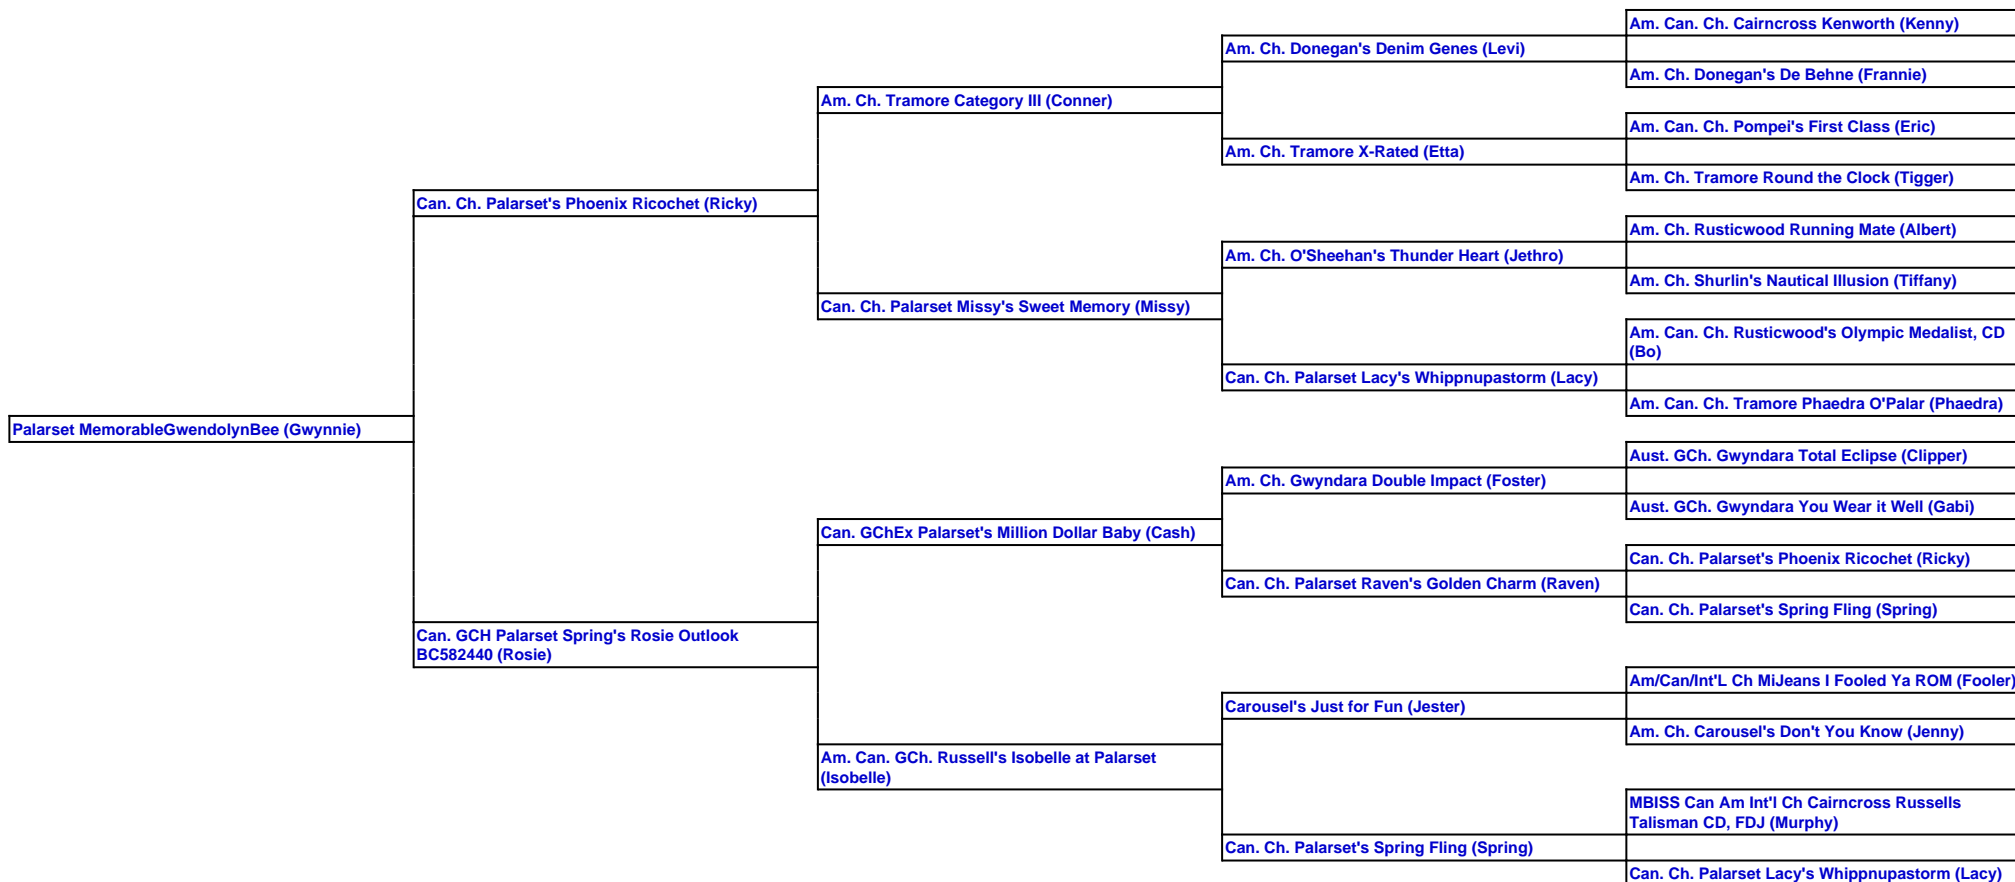 Am. Can. Ch. Cairncross Kenworth (Kenny)
Am. Ch. Donegan's Denim Genes (Levi)
Am. Ch. Donegan's De Behne (Frannie)
Am. Ch. Tramore Category III (Conner)
Am. Can. Ch. Pompei's First Class (Eric)
Am. Ch. Tramore X-Rated (Etta)
Am. Ch. Tramore Round the Clock (Tigger)
Can. Ch. Palarset's Phoenix Ricochet (Ricky)
Am. Ch. Rusticwood Running Mate (Albert)
Am. Ch. O'Sheehan's Thunder Heart (Jethro)
Am. Ch. Shurlin's Nautical Illusion (Tiffany)
Can. Ch. Palarset Missy's Sweet Memory (Missy)
Am. Can. Ch. Rusticwood's Olympic Medalist, CD
(Bo)
Can. Ch. Palarset Lacy's Whippnupastorm (Lacy)
Am. Can. Ch. Tramore Phaedra O'Palar (Phaedra)
Palarset MemorableGwendolynBee (Gwynnie)
Aust. GCh. Gwyndara Total Eclipse (Clipper)
Am. Ch. Gwyndara Double Impact (Foster)
Aust. GCh. Gwyndara You Wear it Well (Gabi)
Can. GChEx Palarset's Million Dollar Baby (Cash)
Can. Ch. Palarset's Phoenix Ricochet (Ricky)
Can. Ch. Palarset Raven's Golden Charm (Raven)
Can. Ch. Palarset's Spring Fling (Spring)
Can. GCH Palarset Spring's Rosie Outlook
BC582440 (Rosie)
Am/Can/Int'L Ch MiJeans I Fooled Ya ROM (Fooler)
Carousel's Just for Fun (Jester)
Am. Ch. Carousel's Don't You Know (Jenny)
Am. Can. GCh. Russell's Isobelle at Palarset
(Isobelle)
MBISS Can Am Int'l Ch Cairncross Russells
Talisman CD, FDJ (Murphy)
Can. Ch. Palarset's Spring Fling (Spring)
Can. Ch. Palarset Lacy's Whippnupastorm (Lacy)